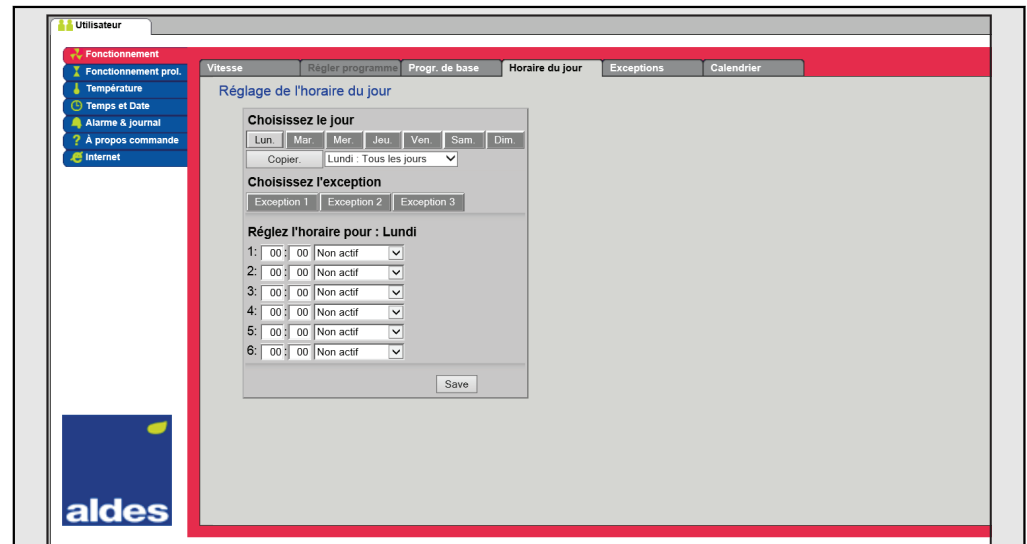 Utilisateur
Fonctionnement
Fonctionnement prol.
Température
Temps et Date
Alarme & journal
À propos commande
Internet
Vitesse Régler programme Progr. de base Horaire du jour Exceptions Calendrier
Réglage de l'horaire du jour
Choisissez le jour
Lun. Mar. Mer. Jeu. Ven. Sam. Dim.
Copier. Lundi : Tous les jours
Choisissez l'exception
Exception 1 Exception 2 Exception 3
Réglez l'horaire pour : Lundi
1: 00 : 00 Non actif
2: 00 : 00 Non actif
3: 00 : 00 Non actif
4: 00 : 00 Non actif
5: 00 : 00 Non actif
6: 00 : 00 Non actif
Save
aldes